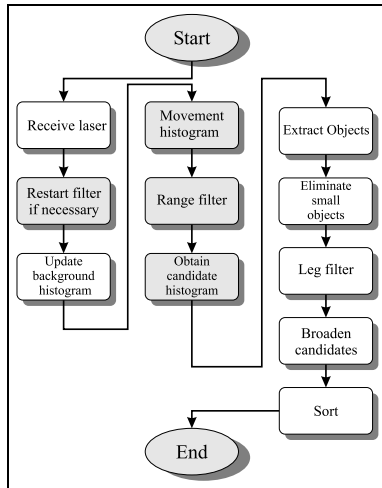 Start
Receive laser
Restart filter
if necessary
Update
background
histogram
Movement
histogram
Range filter
Obtain
candidate
histogram
Extract Objects
Eliminate
small
objects
Leg filter
Broaden
candidates
Sort
End